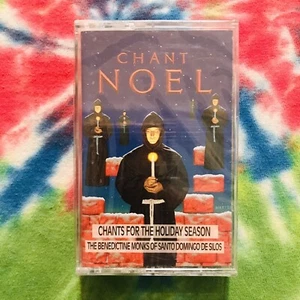 CHANT
NOEL
CHANTS FOR THE HOLIDAY SEASON
THE BENEDICTINE MONKS OF SANTO DOMINGO DE SILOS